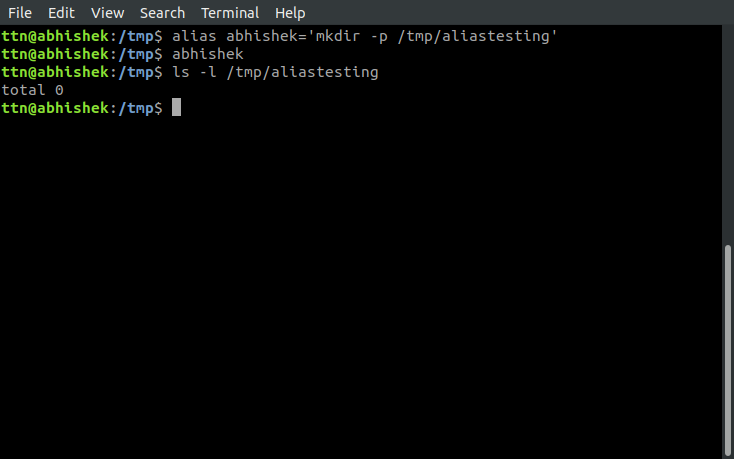 File Edit View Search Terminal Help
ttn@abhishek:/tmp$ alias abhishek='mkdir -p /tmp/aliastesting'
ttn@abhishek:/tmp$ abhishek
ttn@abhishek:/tmp$ ls -l /tmp/aliastesting
total 0
ttn@abhishek:/tmp$